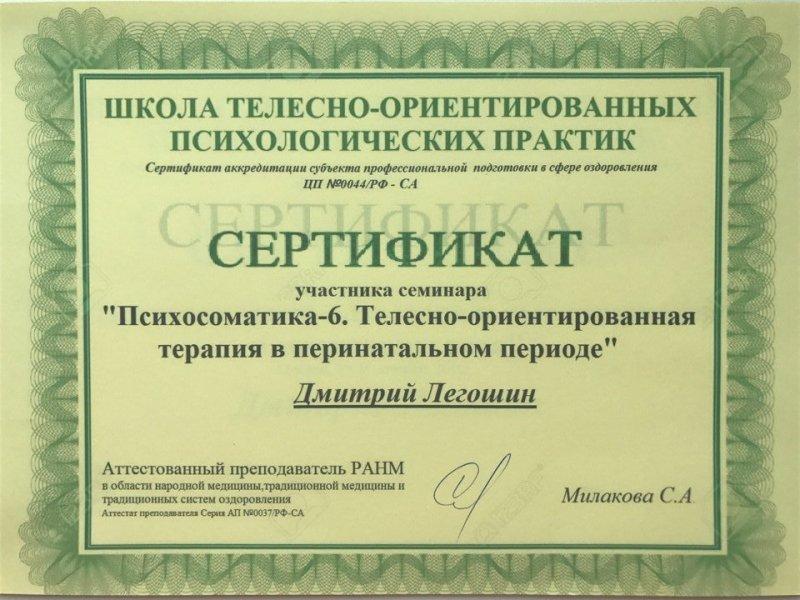 ШКОЛА ТЕЛЕСНО-ОРИЕНТИРОВАННЫХ
ПСИХОЛОГИЧЕСКИХ ПРАКТИК
Сертификат аккредитации субъекта профессиональной подготовки в сфере оздоровления
ЦП №0044/РФ - СА
СЕРТИФИКАТ
СЕРТИФИКАТ
участника семинара
"Психосоматика-6. Телесно-ориентированная
терапия в перинатальном периоде"
Дмитрий Легошин
Аттестованный преподаватель РАНМ
в области народной медицины,традиционной медицины и
традиционных систем оздоровления
Аттестат преподавателя Серия АП №0037/РФ-СА
Милакова С.А